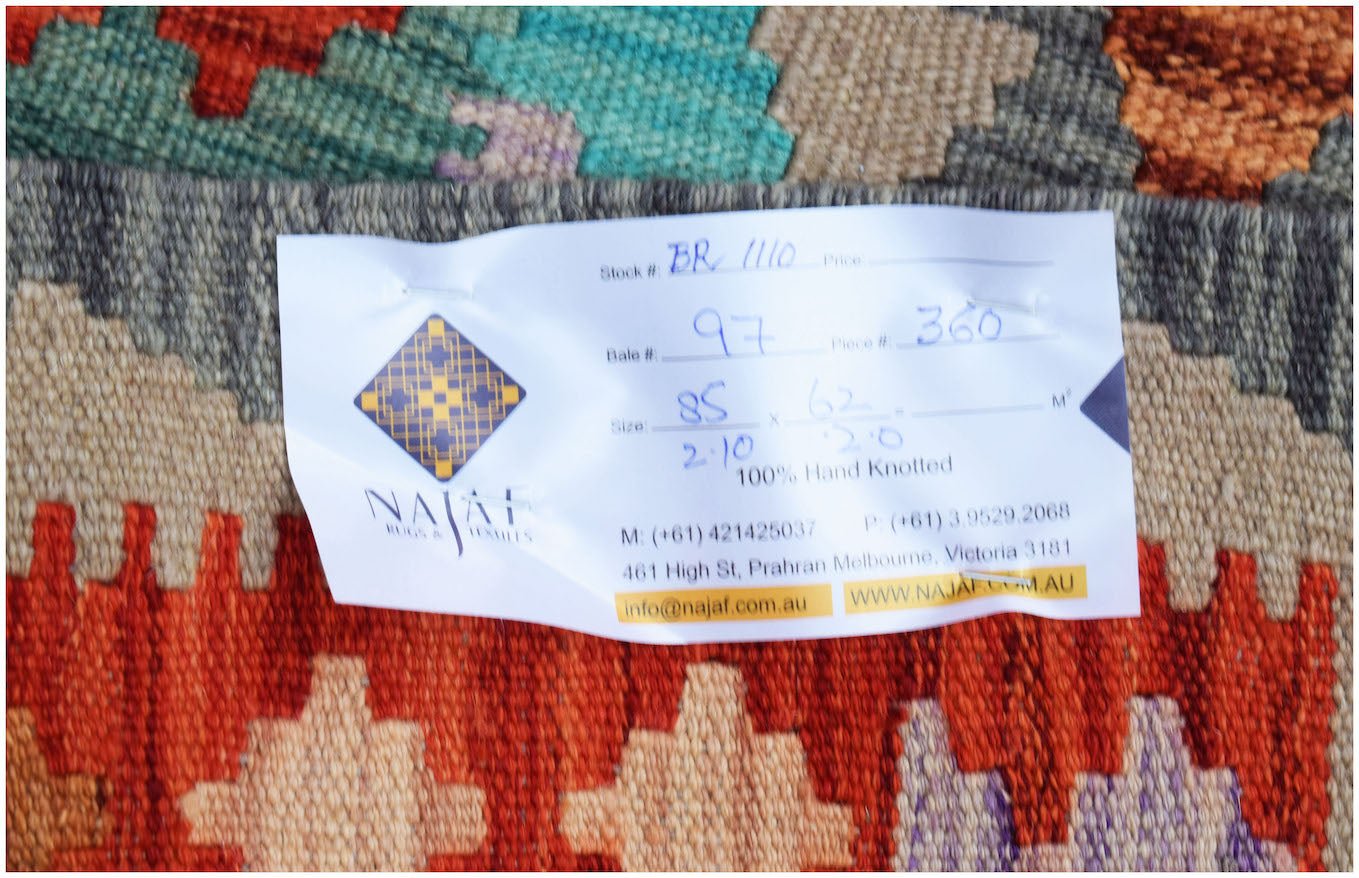 Stock #: BR 1110 Price
Bale #: 97 Piece #: 360
Size: 85 x 62 = M²
2.10 .2.0
100% Hand Knotted
NAJAF
RUGS & TEXTILES
M: (+61) 421425037 P: (+61) 3.9529.2068
461 High St, Prahran Melbourne, Victoria 3181
info@najaf.com.au WWW.NAJAF.COM.AU